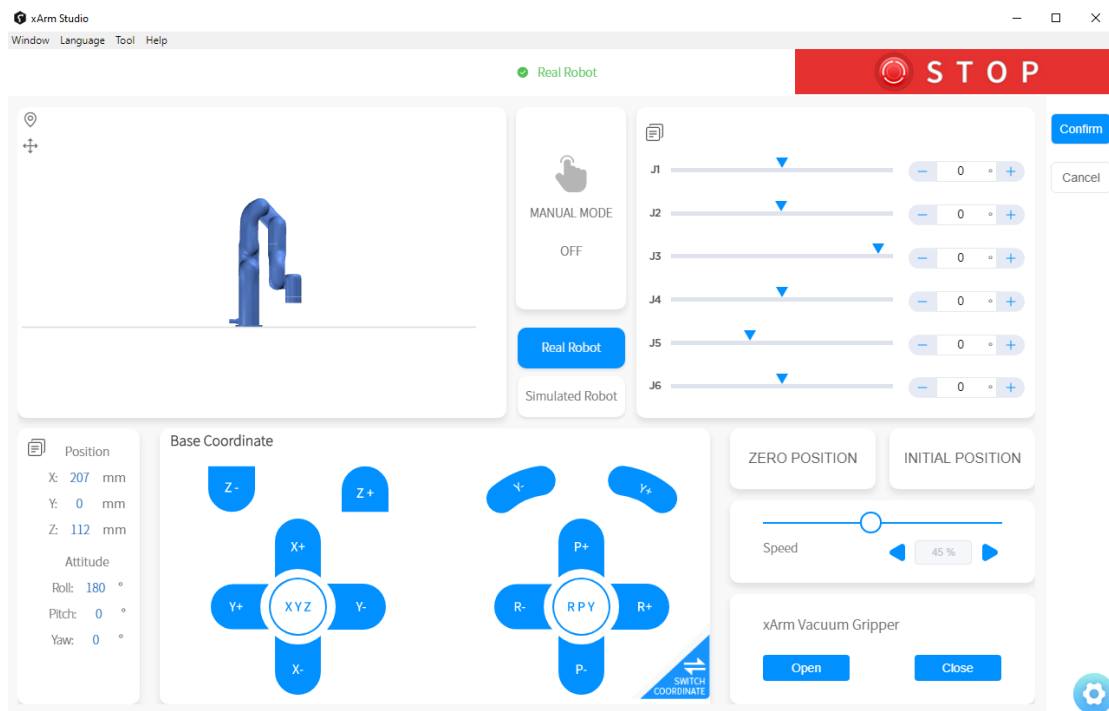 xArm Studio
Window Language Tool Help
Real Robot
STOP
Confirm
Cancel
MANUAL MODE
OFF
Real Robot
Simulated Robot
J1 − 0 ° +
J2 − 0 ° +
J3 − 0 ° +
J4 − 0 ° +
J5 − 0 ° +
J6 − 0 ° +
Position
X: 207 mm
Y: 0 mm
Z: 112 mm
Attitude
Roll: 180 °
Pitch: 0 °
Yaw: 0 °
Base Coordinate
Z -
Z +
X+
Y+
XYZ
Y-
X-
Y-
Y+
P+
R-
RPY
R+
P-
SWITCH
COORDINATE
ZERO POSITION
INITIAL POSITION
Speed
45 %
xArm Vacuum Gripper
Open
Close